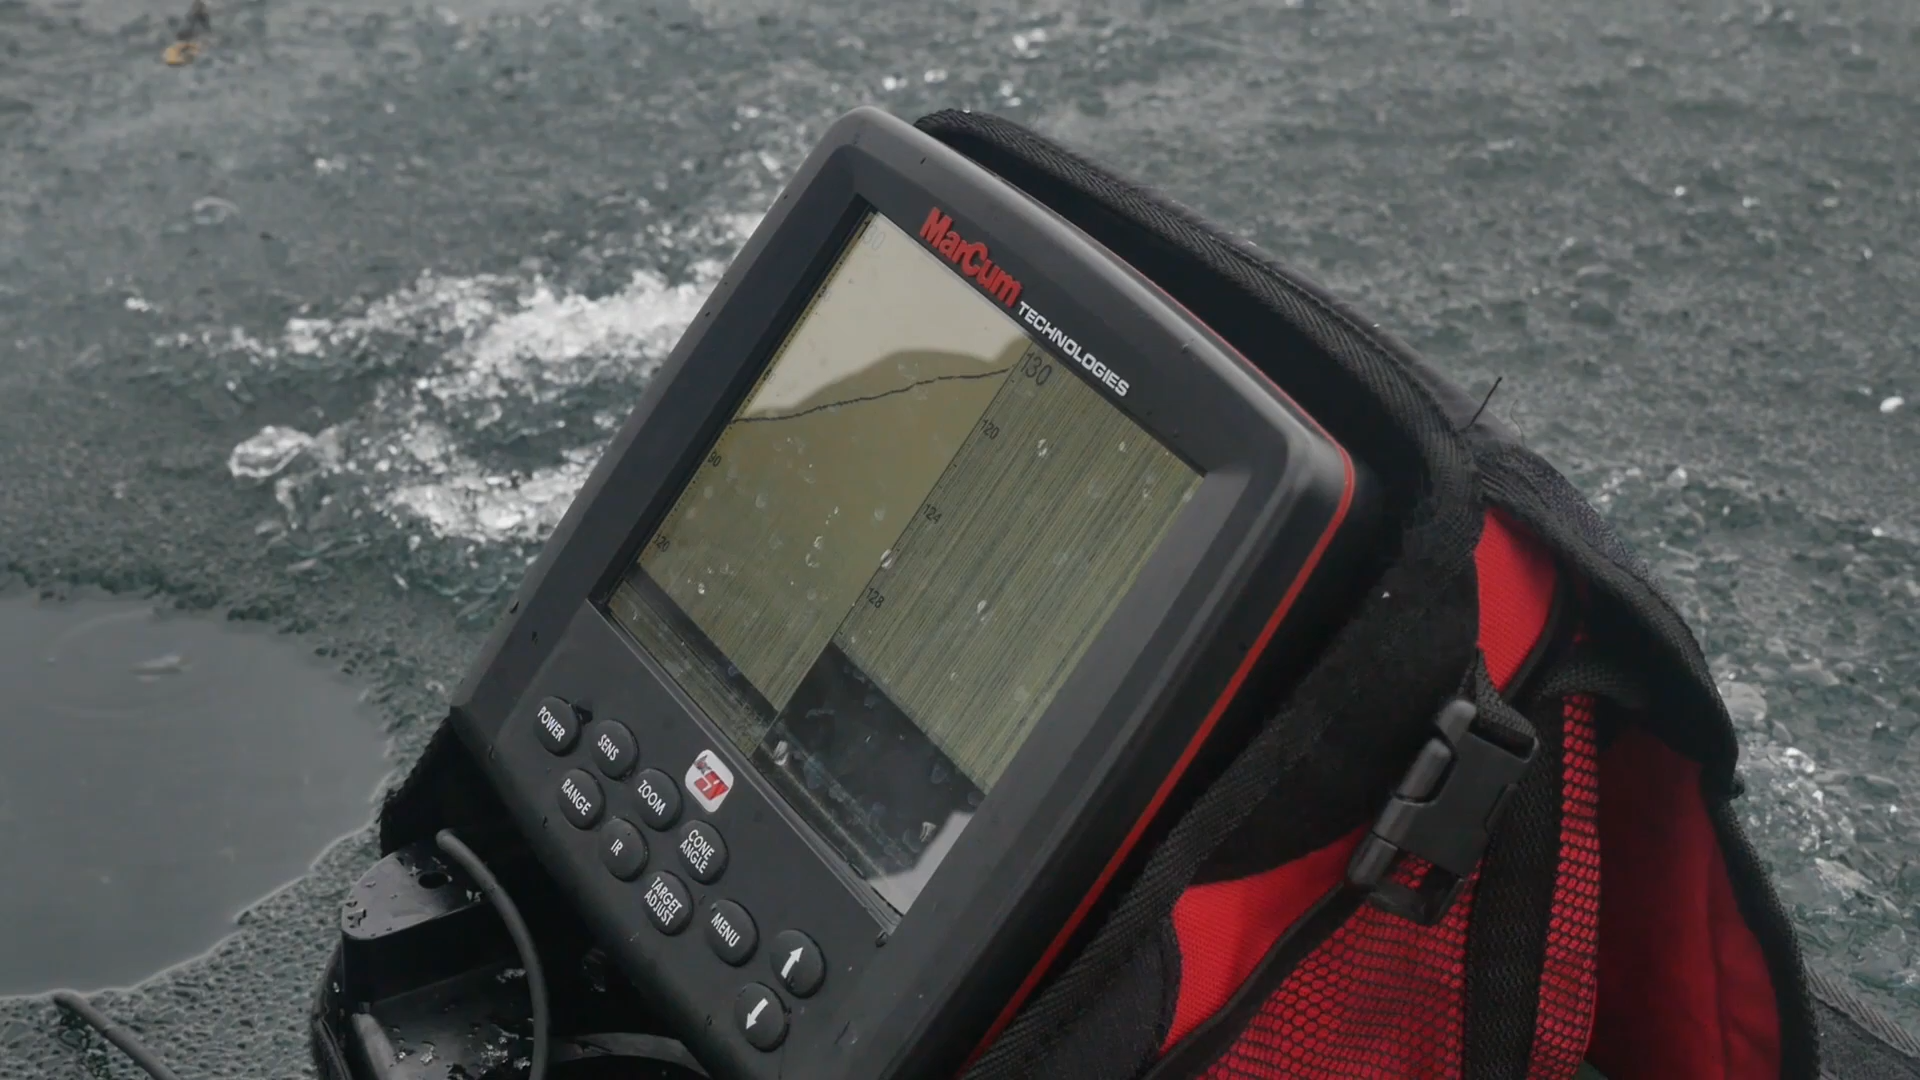 MarCum
TECHNOLOGIES
130
90
120
120
124
128
POWER
SENS
ZOOM
RANGE
IR
CONE
ANGLE
TARGET
ADJUST
MENU